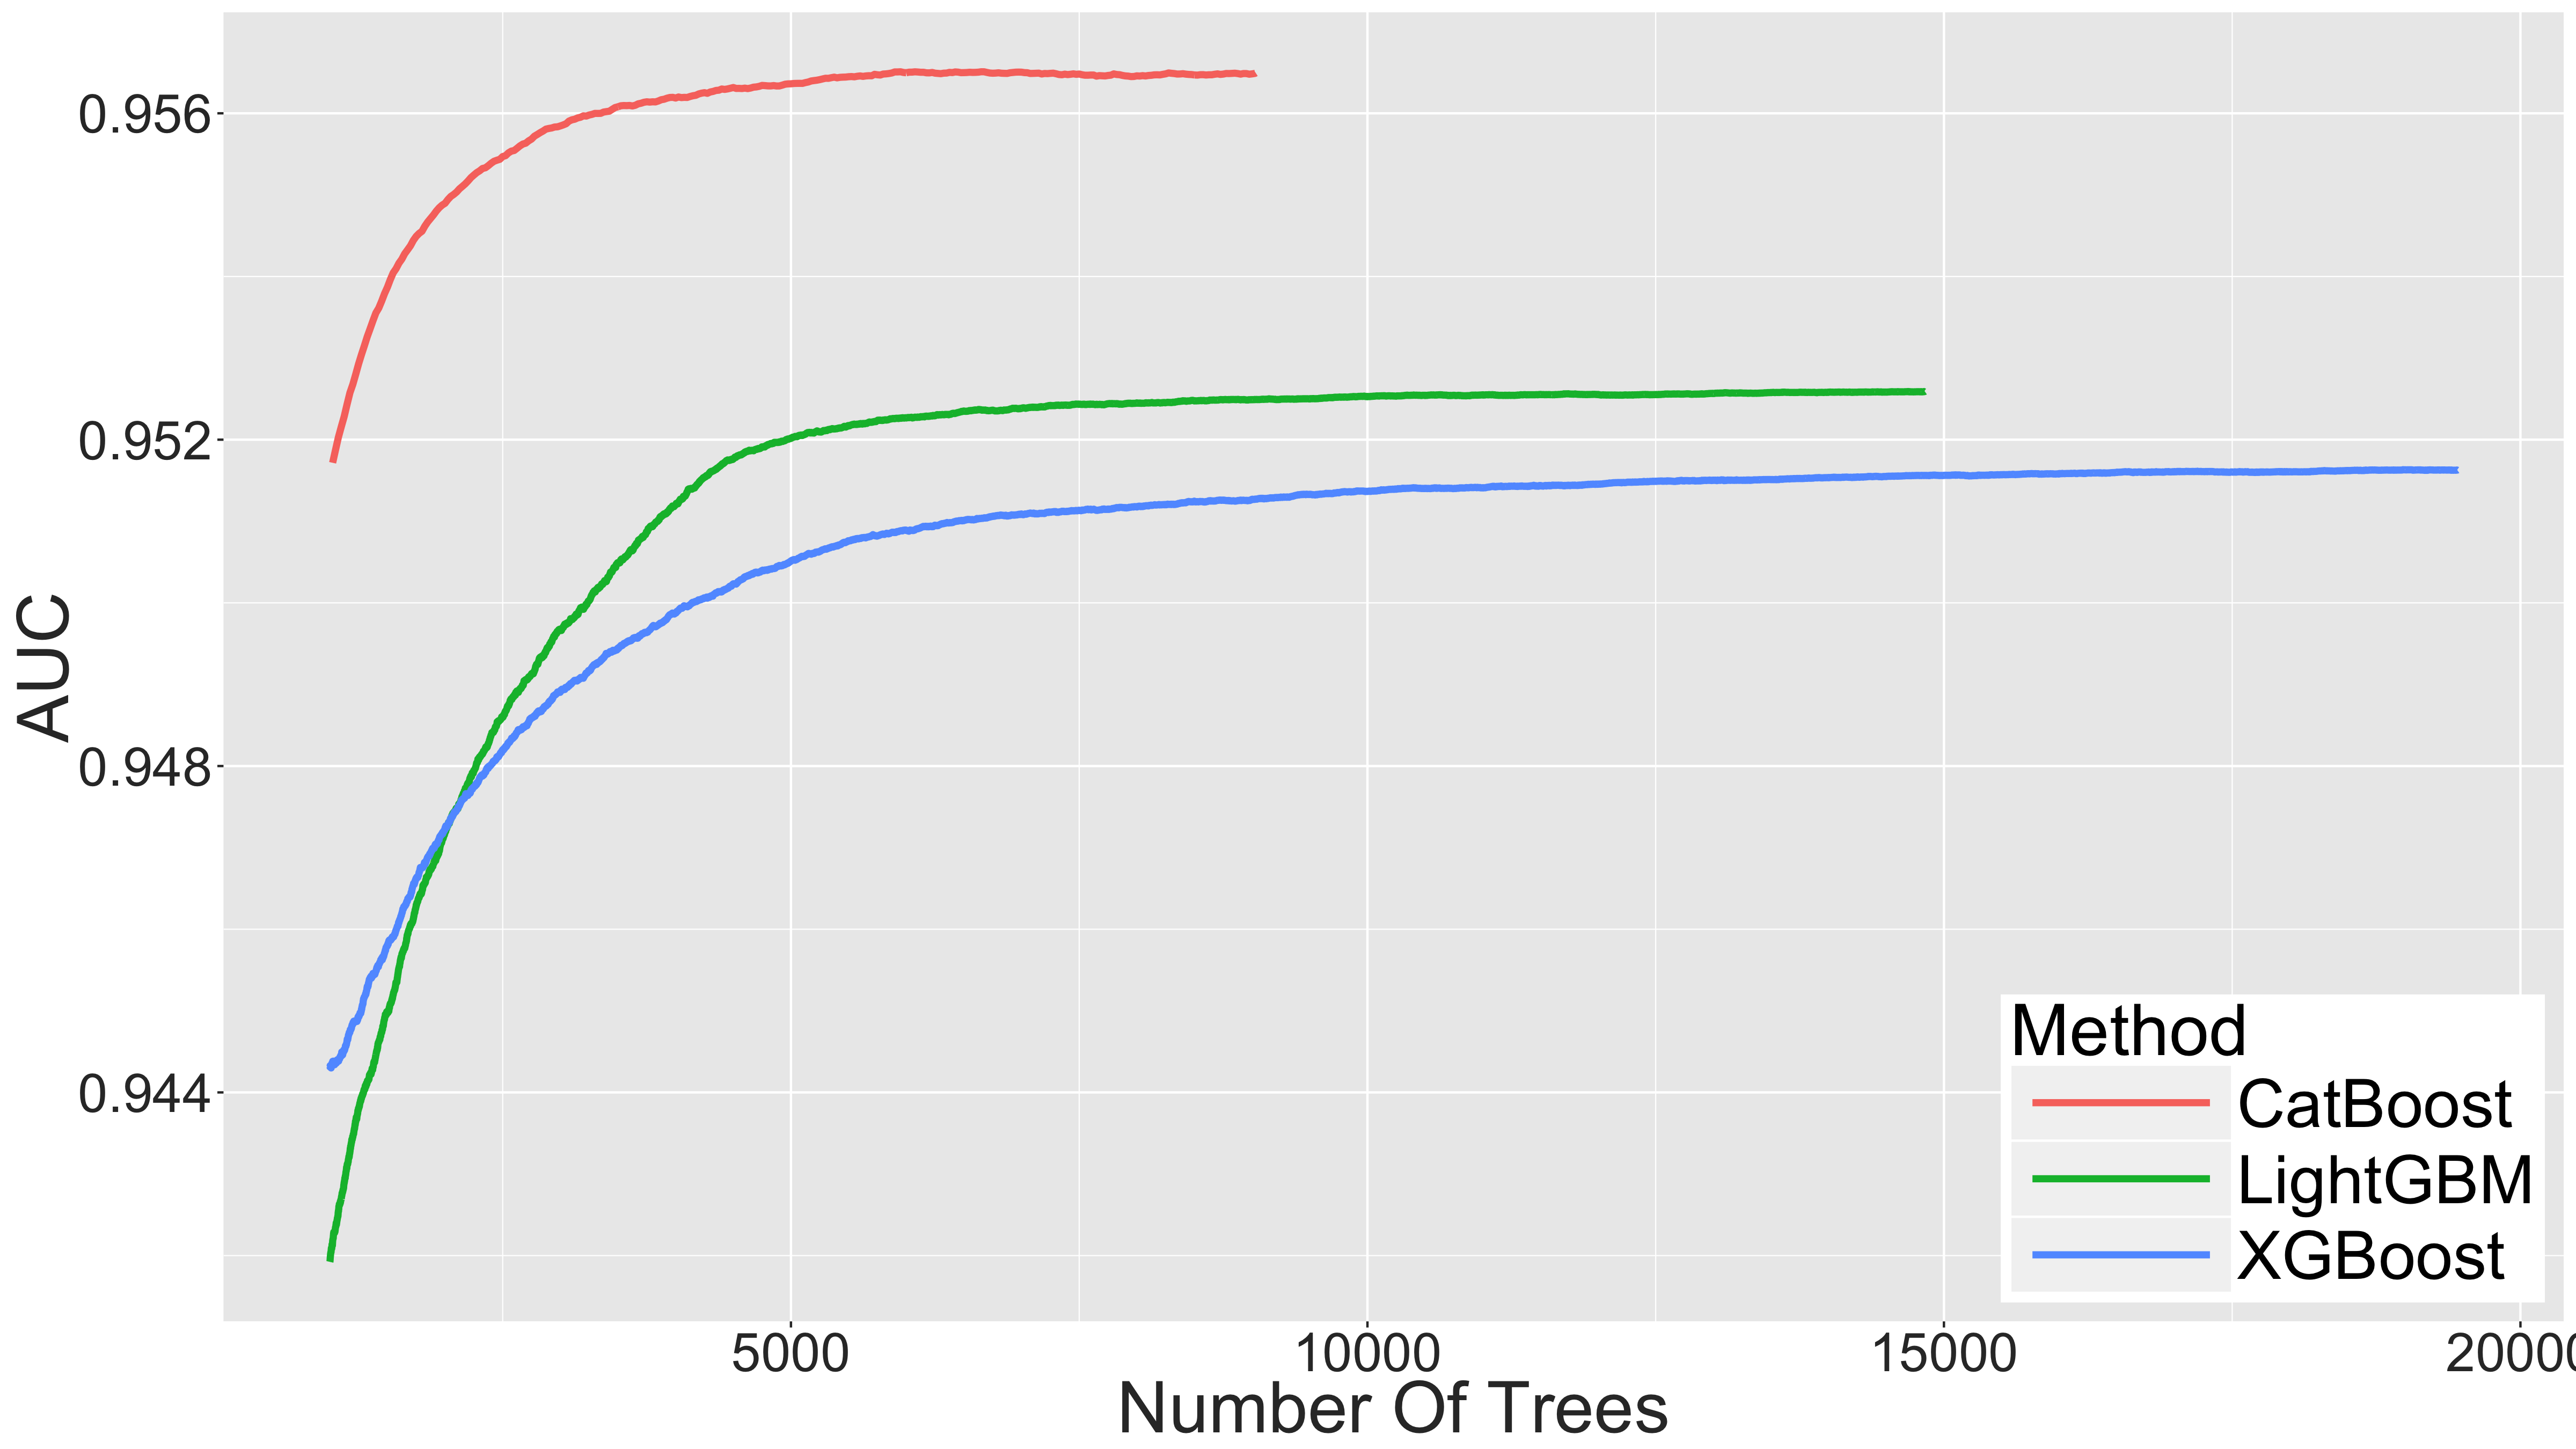 AUC
0.956
0.952
0.948
0.944
5000 10000 15000 2000
Number Of Trees
Method
CatBoost
LightGBM
XGBoost